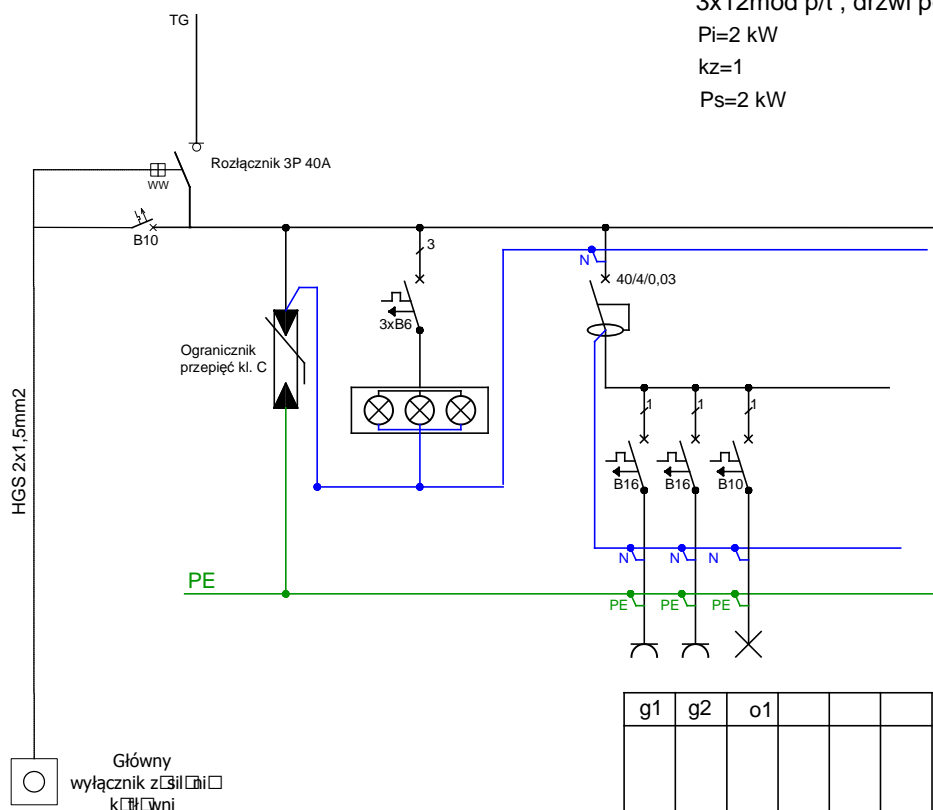 3x12mod p/t , drzwi
TG
Pi=2 kW
kz=1
Ps=2 kW
Rozłącznik 3P 40A
WW
B10
3
N
40/4/0,03
3xB6
Ogranicznik
przepięć kl. C
1
1
1
B16
B16
B10
HGS 2x1,5mm2
N
N
N
PE
PE
PE
PE
g1
g2
o1
Główny
wyłącznik